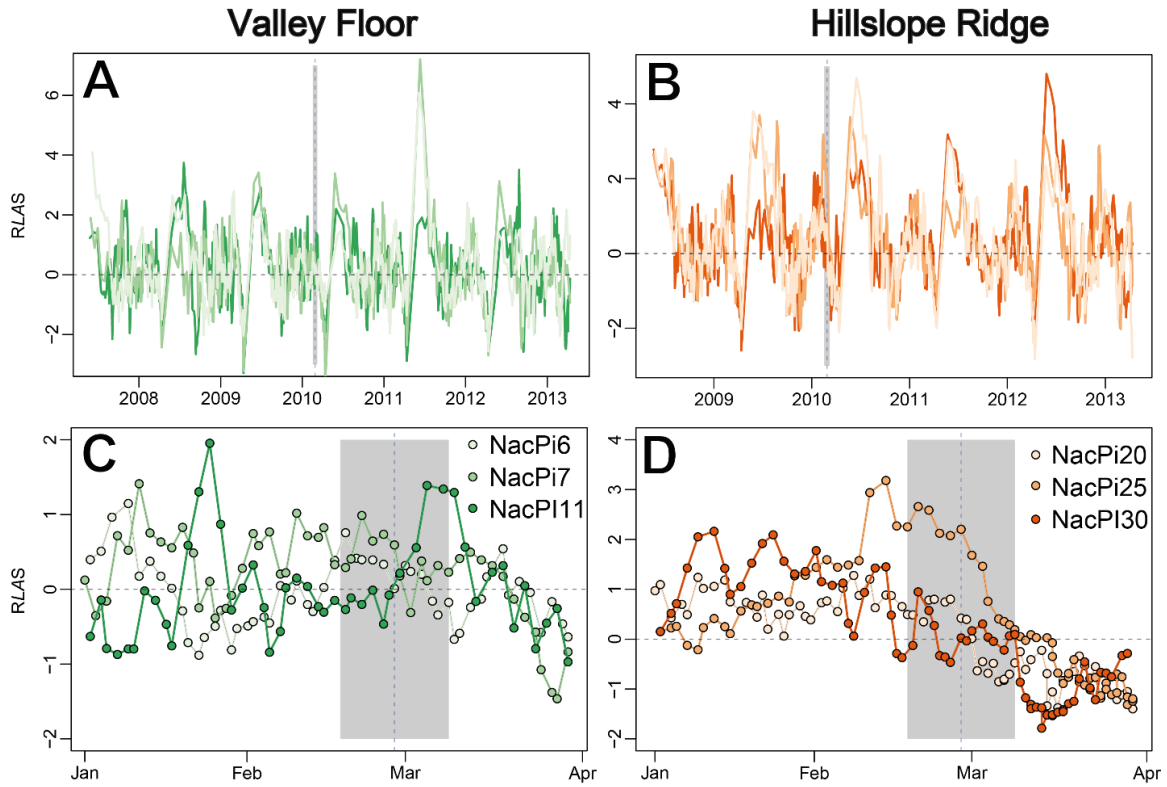 Valley Floor
Hillslope Ridge
A
RLAS
6
4
2
0
-2
2008 2009 2010 2011 2012 2013
B
4
2
0
-2
2009 2010 2011 2012 2013
C
RLAS
2
1
0
-1
-2
NacPi6
NacPi7
NacPI11
Jan Feb Mar Apr
D
4
3
2
1
0
-1
-2
NacPi20
NacPi25
NacPI30
Jan Feb Mar Apr